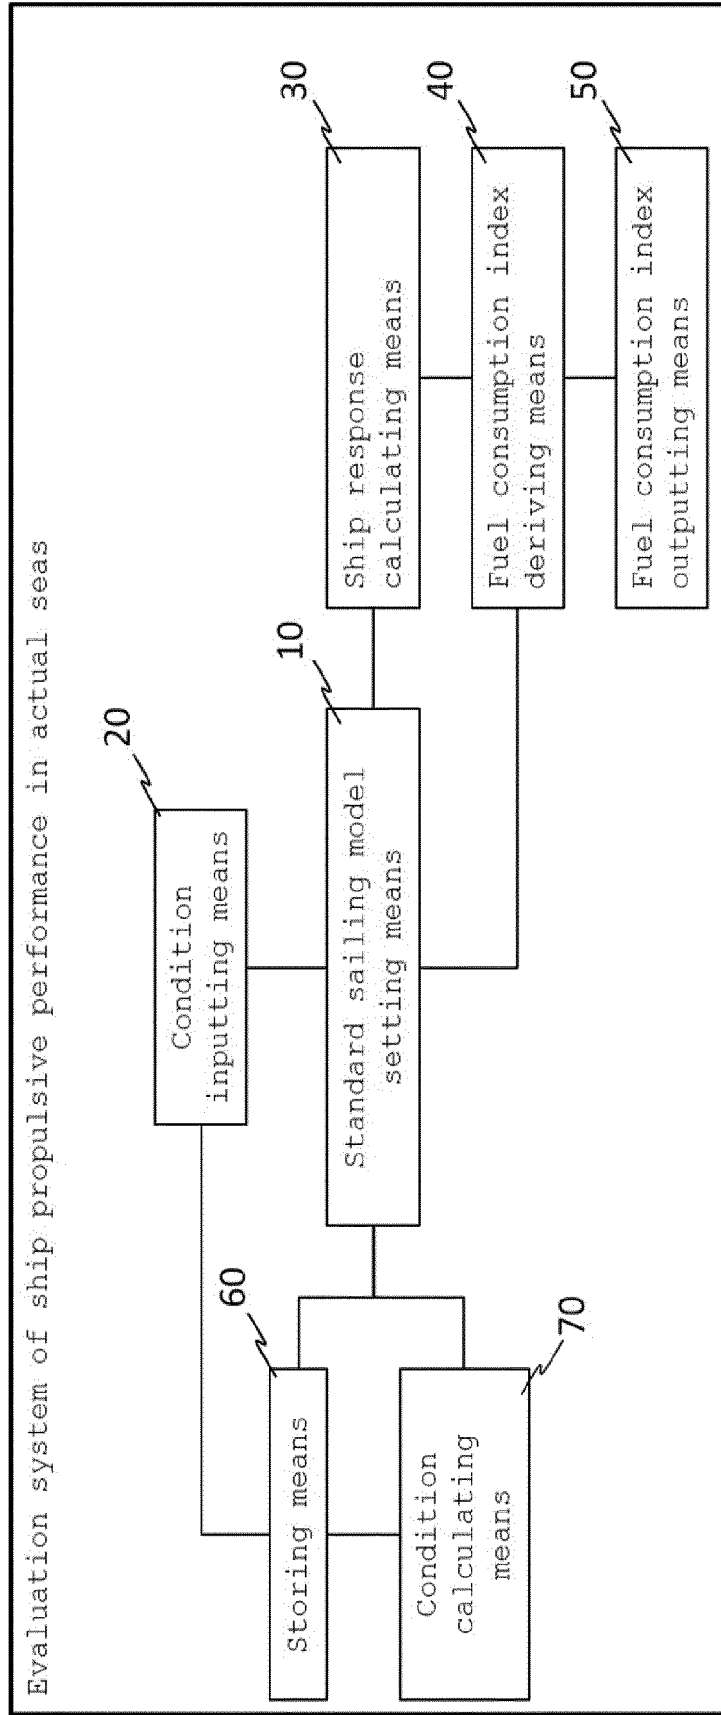 Evaluation system of ship propulsive performance in actual seas
20
Condition
inputting means
60
Storing means
10
Standard sailing model
setting means
30
Ship response
calculating means
70
Condition
calculating
means
40
Fuel consumption index
deriving means
50
Fuel consumption index
outputting means